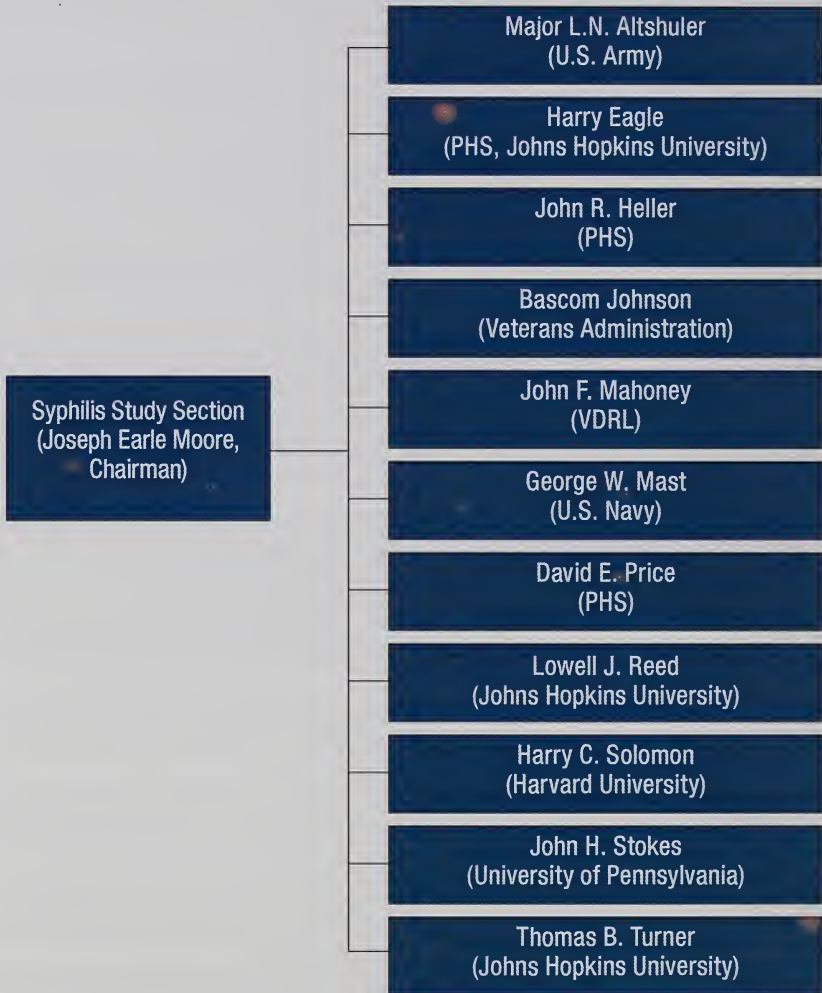 Syphilis Study Section
(Joseph Earle Moore,
Chairman)
Major L.N. Altshuler
(U.S. Army)
Harry Eagle
(PHS, Johns Hopkins University)
John R. Heller
(PHS)
Bascom Johnson
(Veterans Administration)
John F. Mahoney
(VDRL)
George W. Mast
(U.S. Navy)
David E. Price
(PHS)
Lowell J. Reed
(Johns Hopkins University)
Harry C. Solomon
(Harvard University)
John H. Stokes
(University of Pennsylvania)
Thomas B. Turner
(Johns Hopkins University)